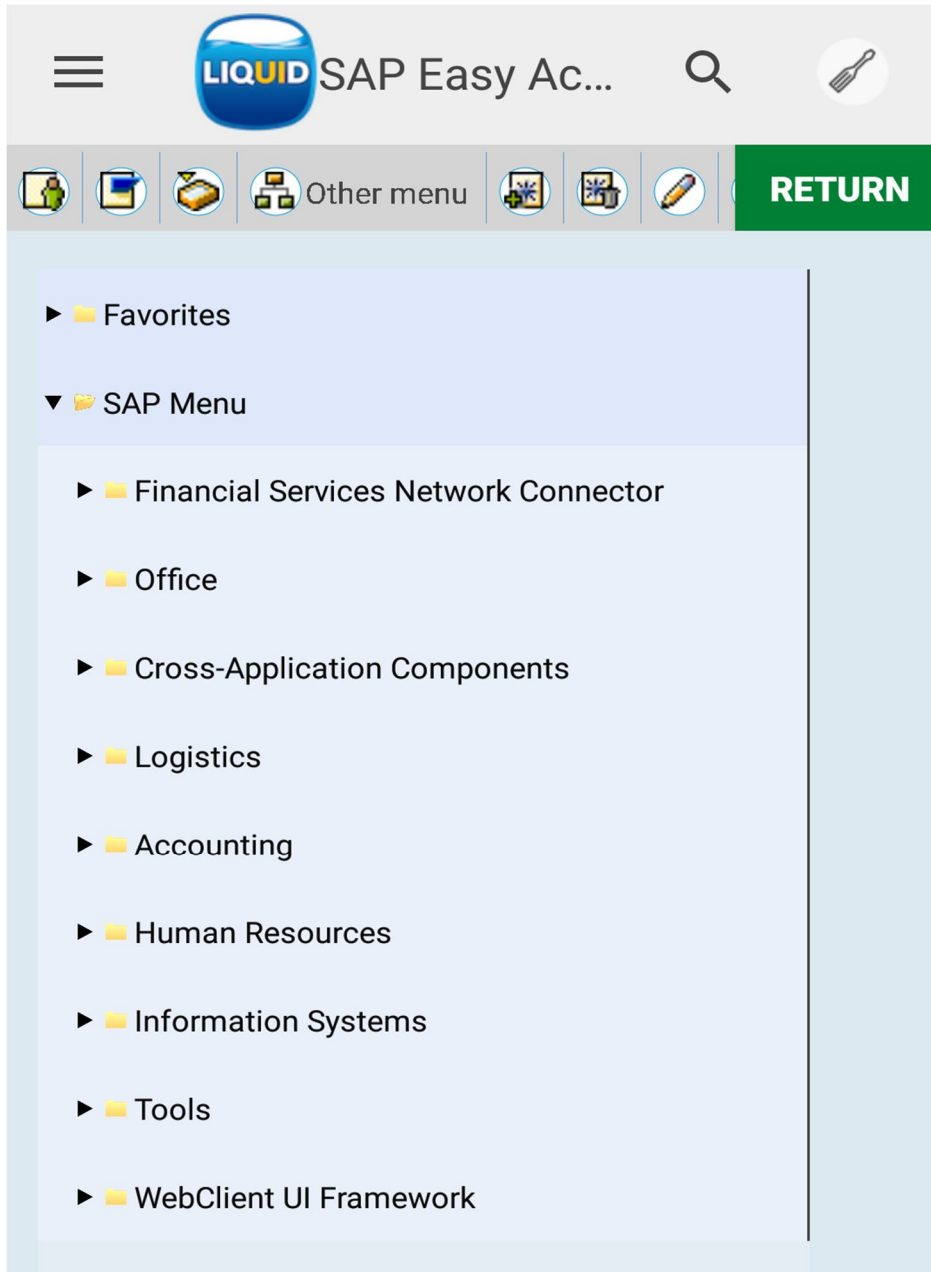 LIQUID SAP Easy Ac...
Other menu RETURN
Favorites
SAP Menu
Financial Services Network Connector
Office
Cross-Application Components
Logistics
Accounting
Human Resources
Information Systems
Tools
WebClient UI Framework